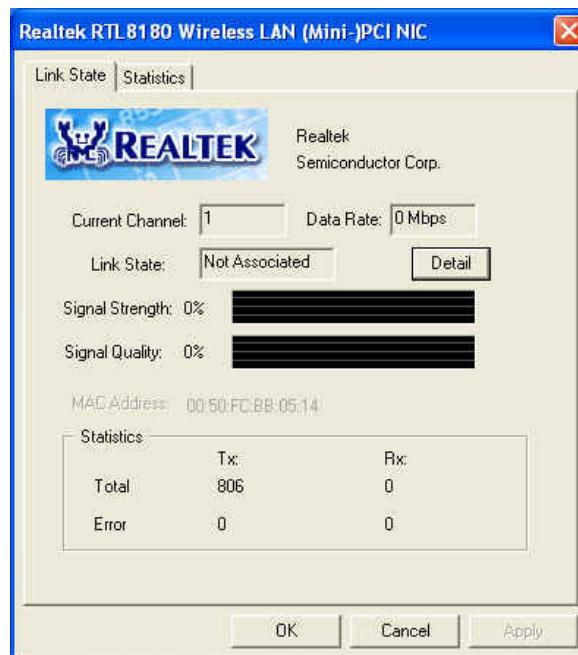 Realtek RTL8180 Wireless LAN (Mini-)PCI NIC
Link State Statistics
REALTEK
Realtek
Semiconductor Corp.
Current Channel: 1 Data Rate: 0 Mbps
Link State: Not Associated Detail
Signal Strength: 0%
Signal Quality: 0%
MAC Address: 00:50:FC:BB:05:14
Statistics
Tx: Rx:
Total 806 0
Error 0 0
OK Cancel Apply